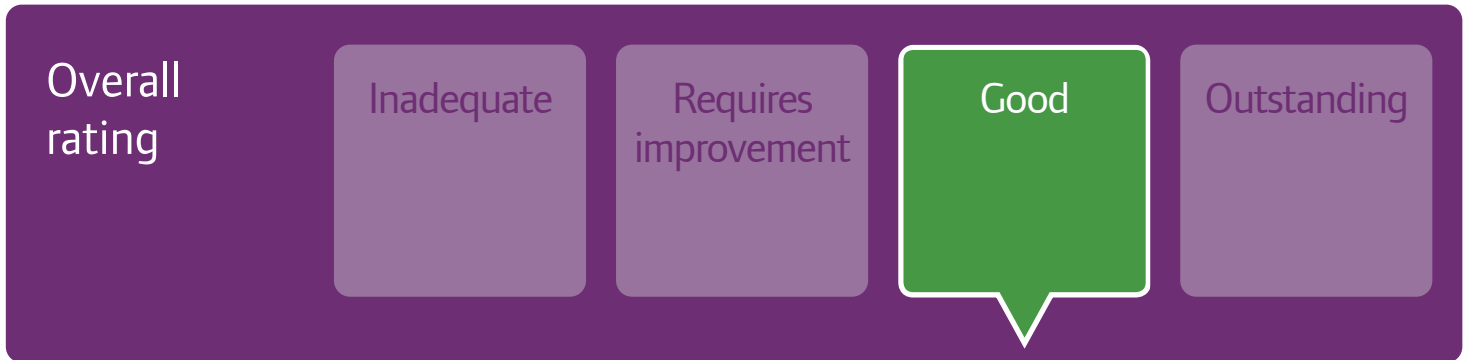 Overall
rating
Inadequate
Requires
improvement
Good
Outstanding